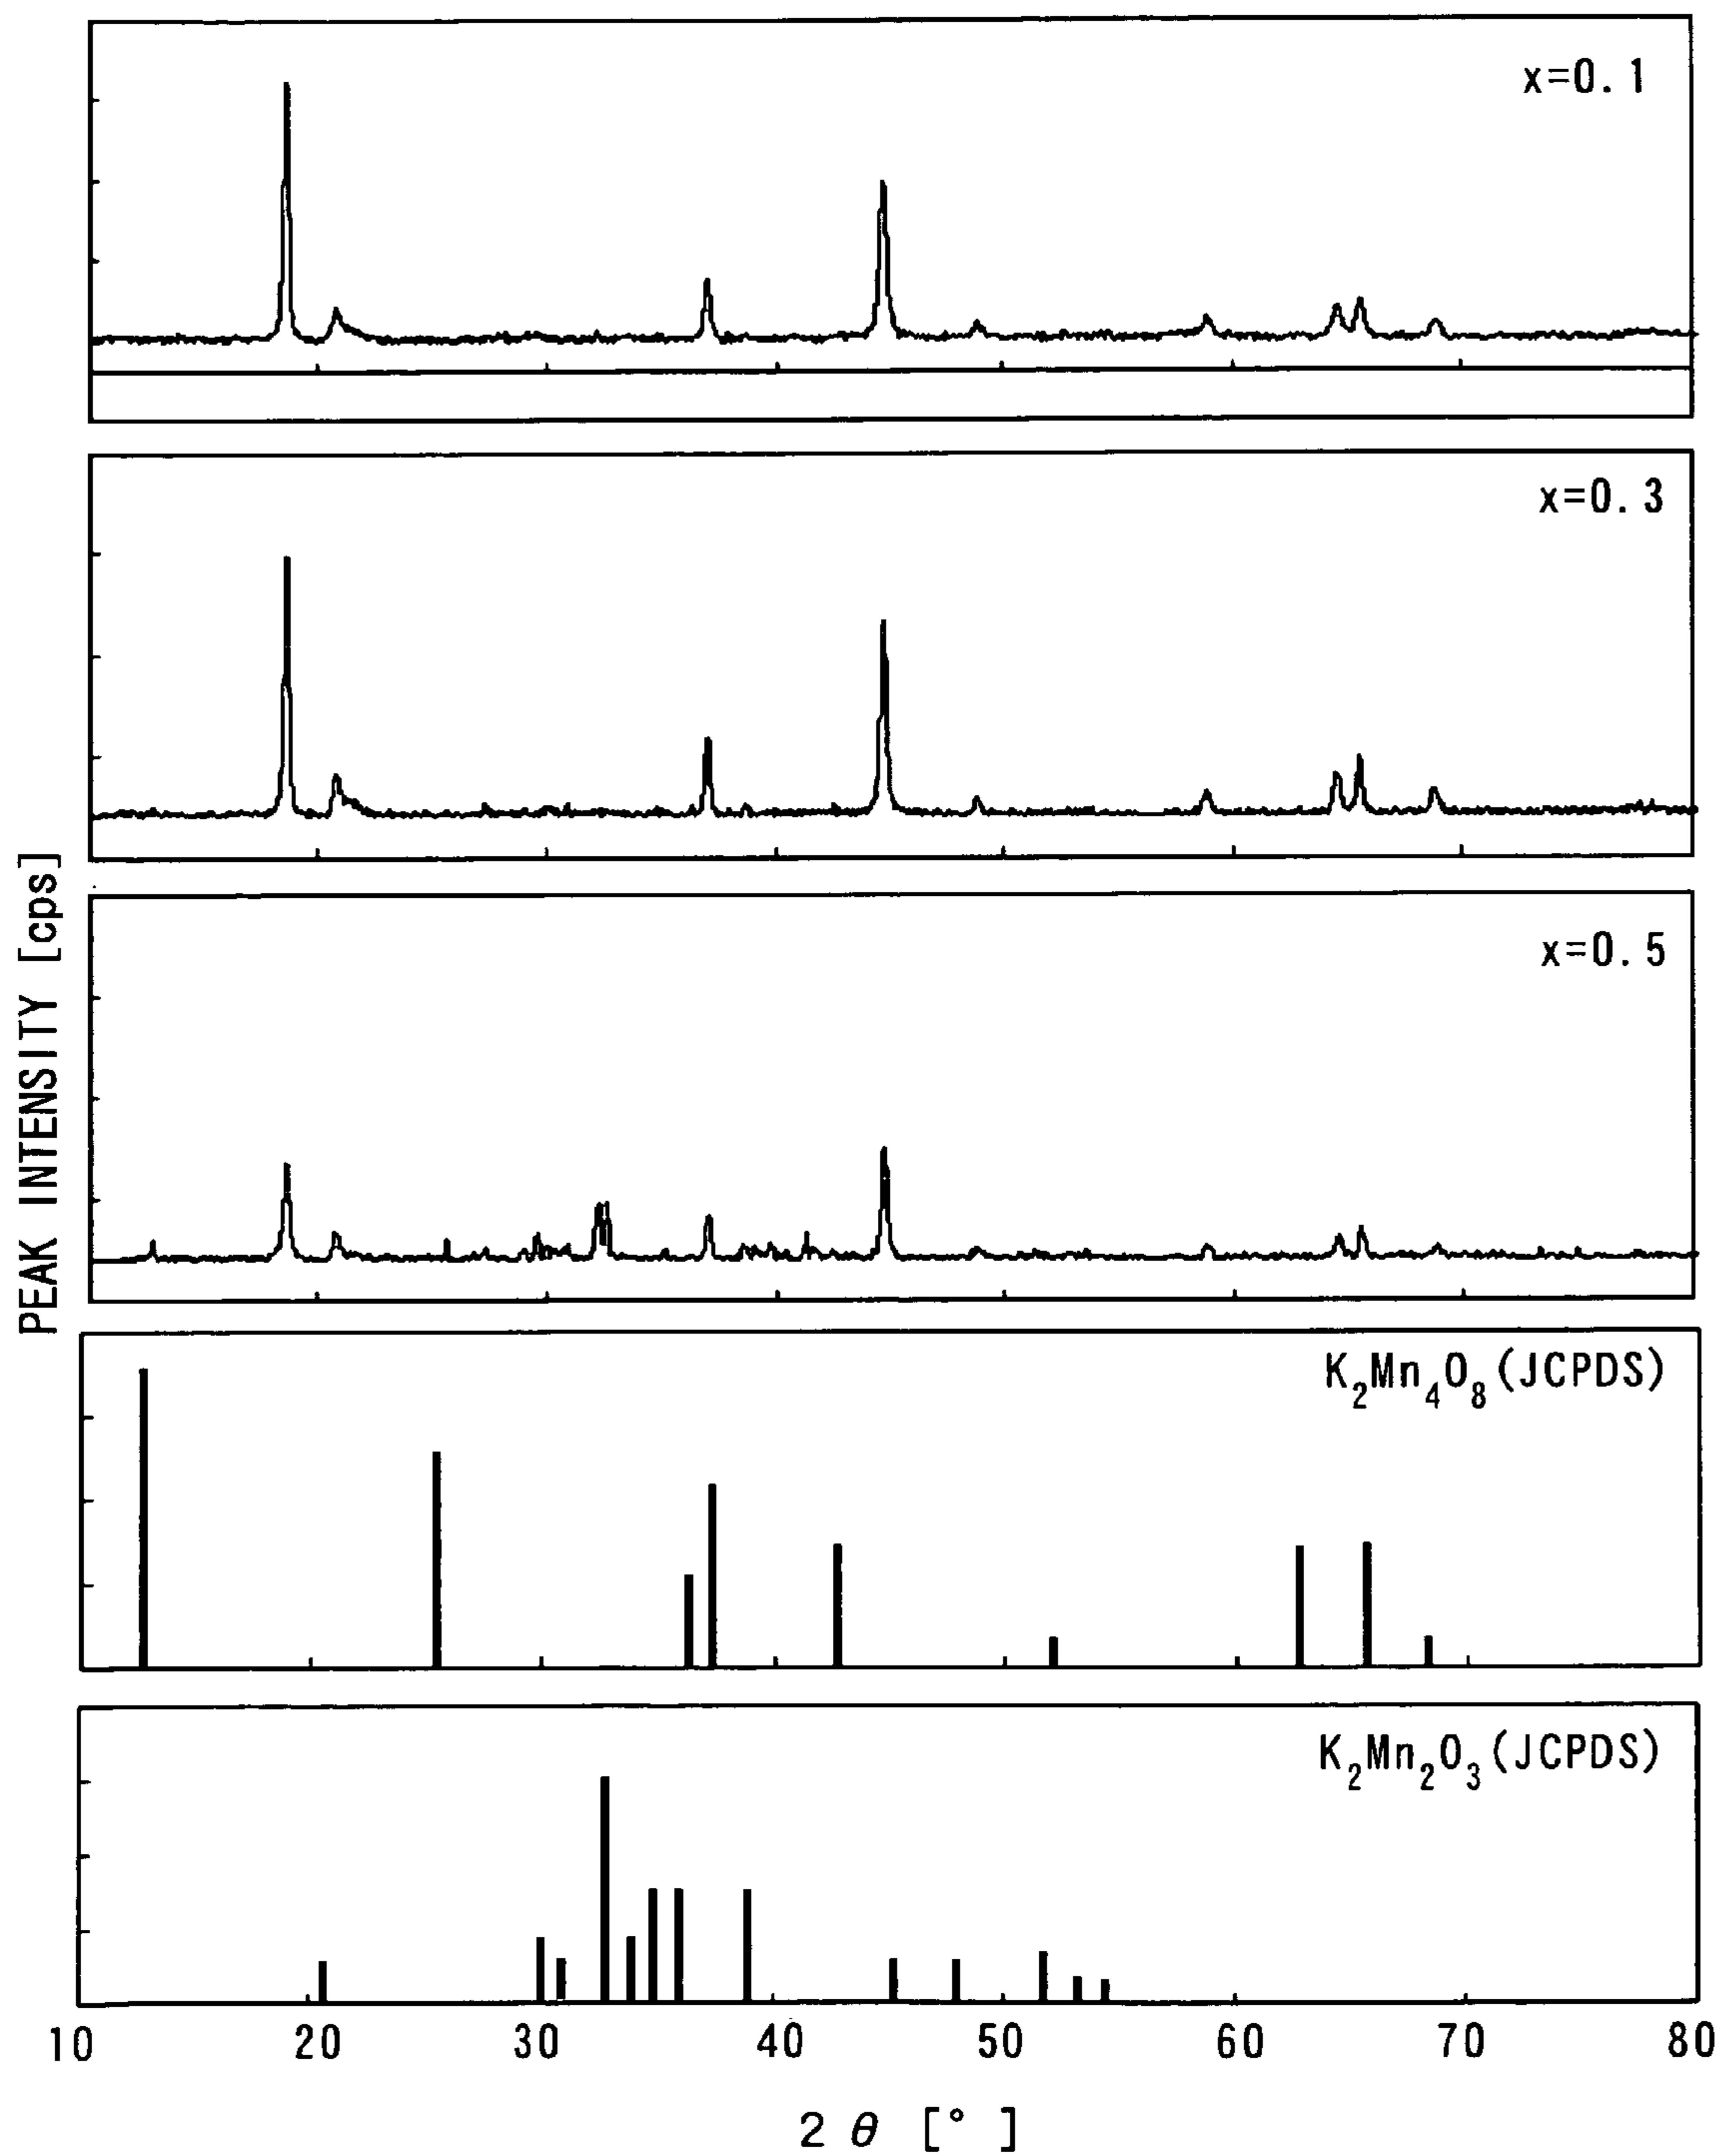 x=0.1
x=0.3
x=0.5
PEAK INTENSITY [cps]
K₂Mn₄O₈(JCPDS)
K₂Mn₂O₃(JCPDS)
10 20 30 40 50 60 70 80
2 θ [° ]